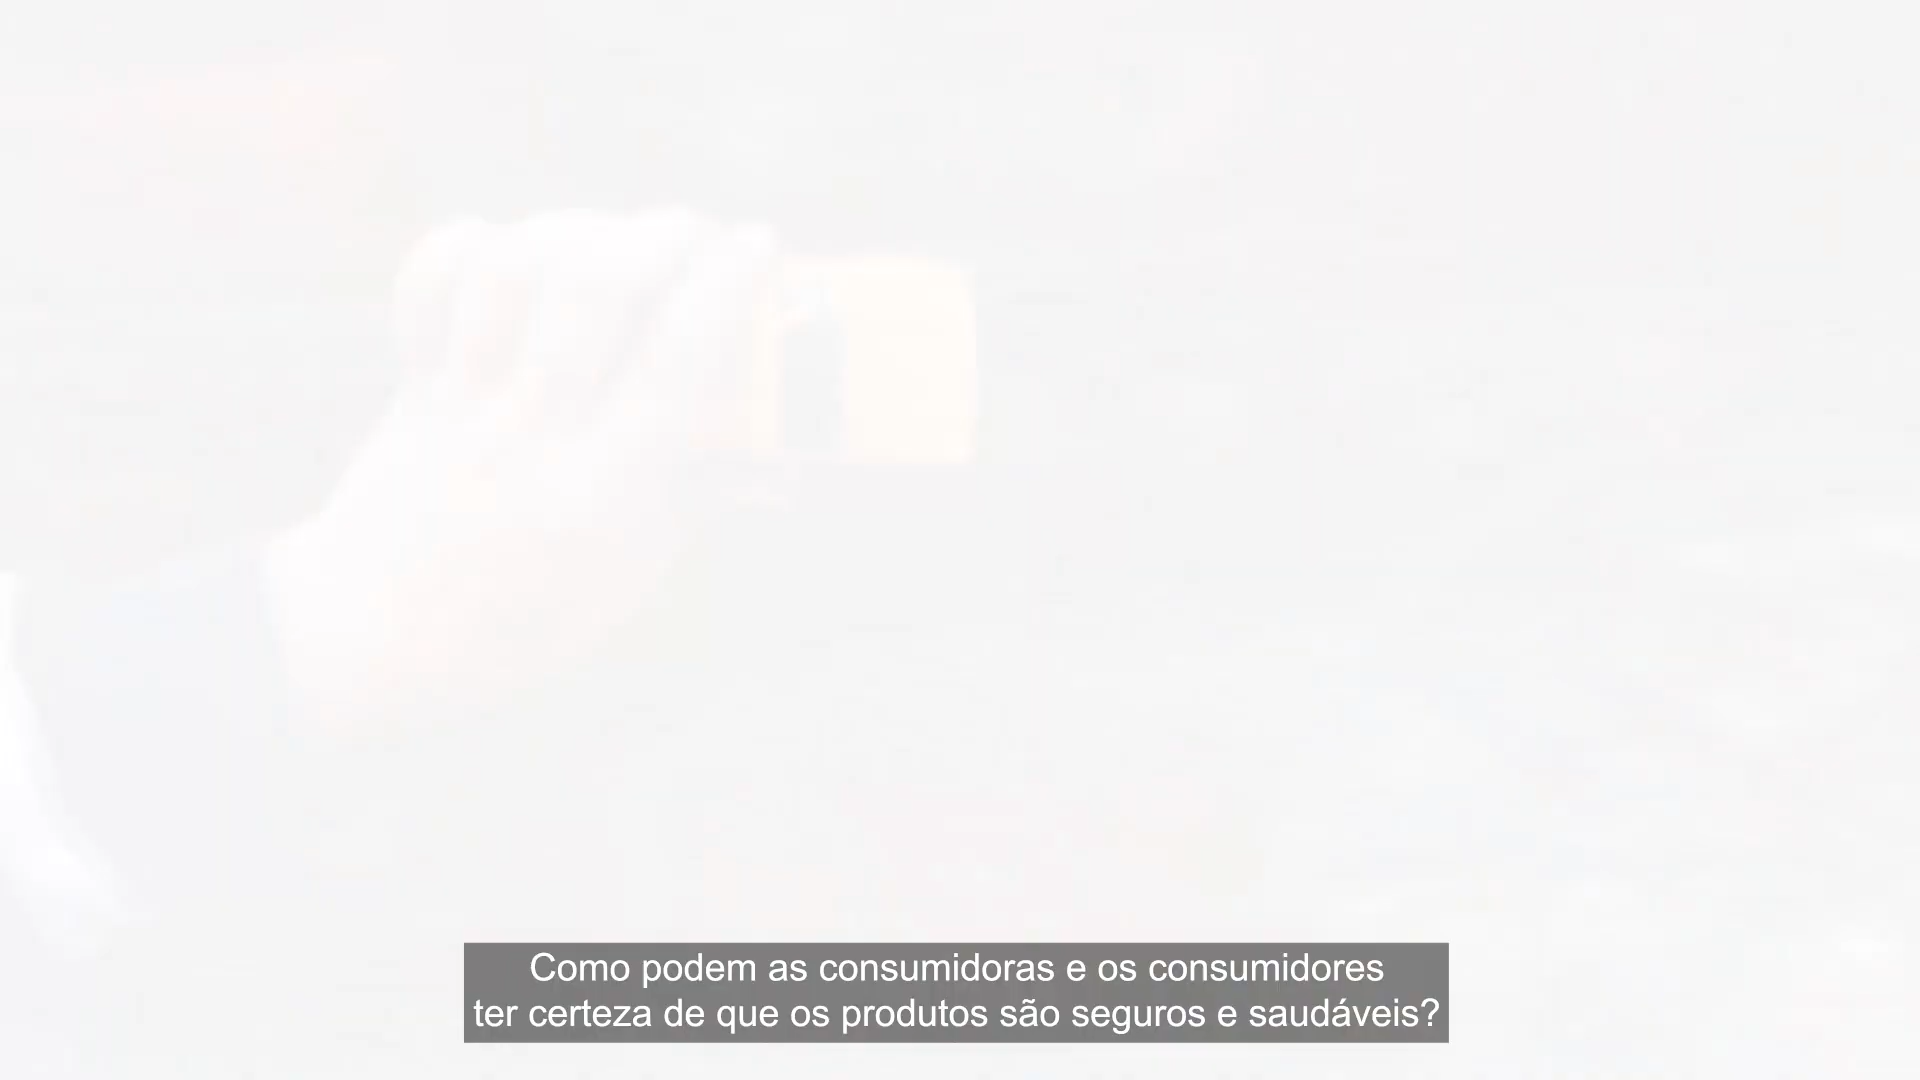 Como podem as consumidoras e os consumidores
ter certeza de que os produtos são seguros e saudáveis?